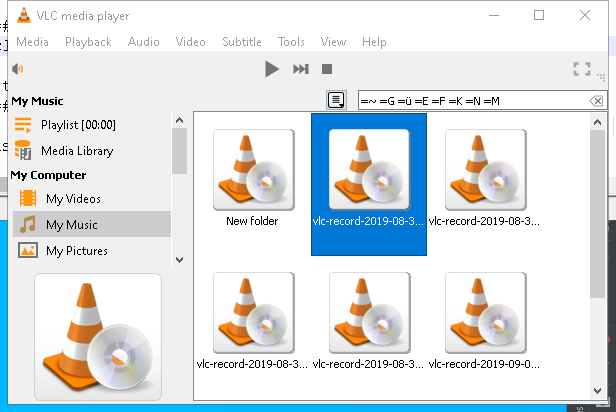 VLC media player
Media Playback Audio Video Subtitle Tools View Help
=~ =G =ü =E =F =K =N =M
My Music
Playlist [00:00]
Media Library
My Computer
My Videos
My Music
My Pictures
New folder
vlc-record-2019-08-3...
vlc-record-2019-08-3...
vlc-record-2019-08-3...
vlc-record-2019-08-3...
vlc-record-2019-09-0...